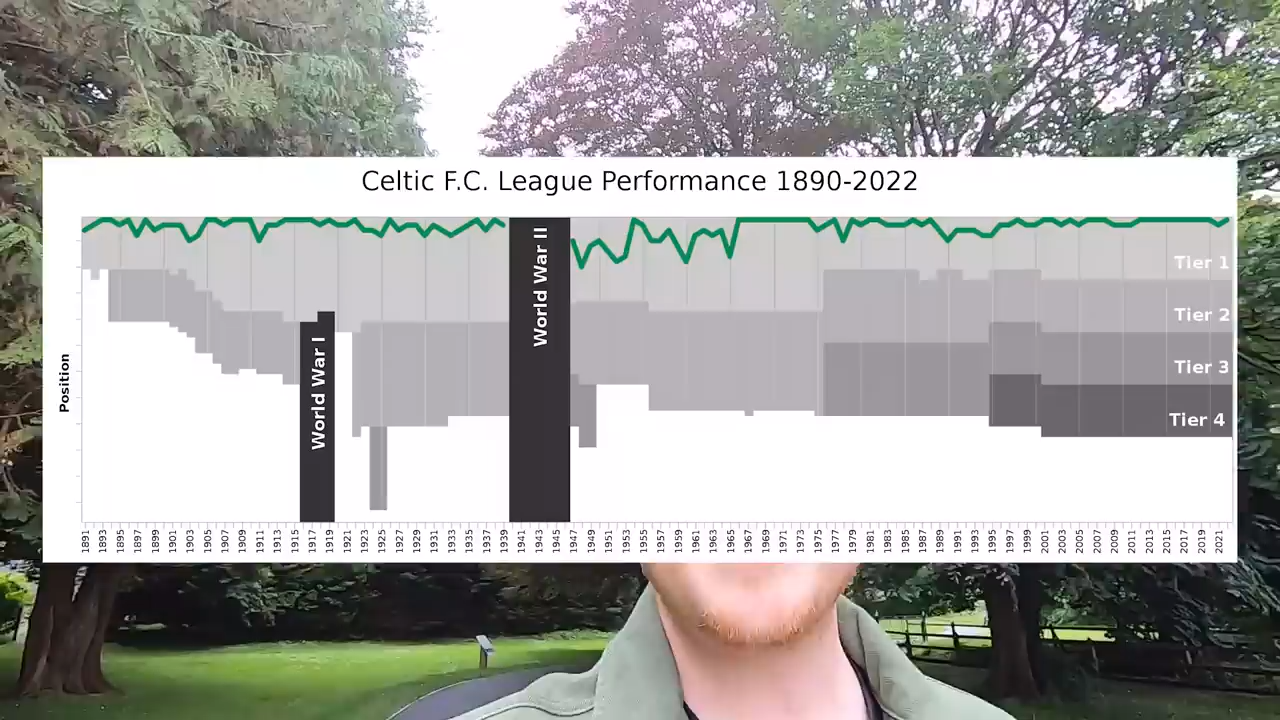 Celtic F.C. League Performance 1890-2022
Position
World War I
World War II
Tier 1
Tier 2
Tier 3
Tier 4
1891 1893 1895 1897 1899 1901 1903 1905 1907 1909 1911 1913 1915 1917 1919 1921 1923 1925 1927 1929 1931 1933 1935 1937 1939 1941 1943 1945 1947 1949 1951 1953 1955 1957 1959 1961 1963 1965 1967 1969 1971 1973 1975 1977 1979 1981 1983 1985 1987 1989 1991 1993 1995 1997 1999 2001 2003 2005 2007 2009 2011 2013 2015 2017 2019 2021